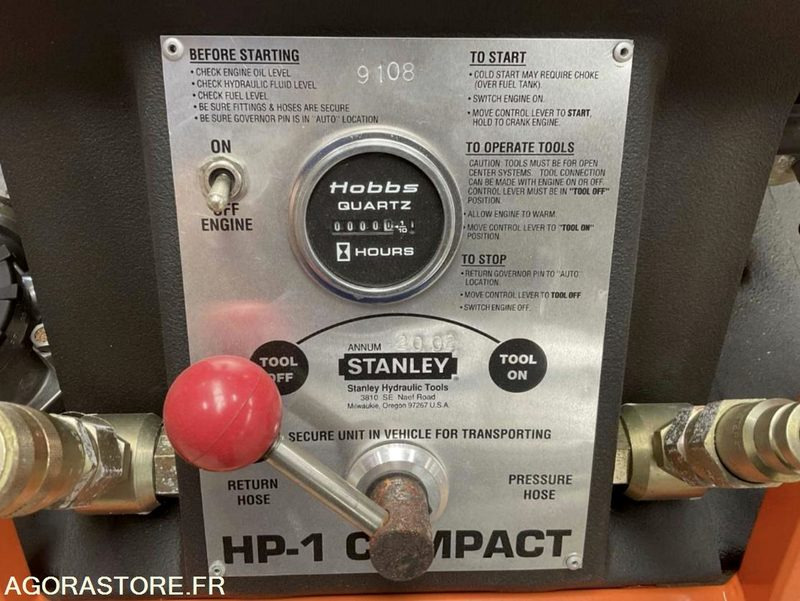 BEFORE STARTING
• CHECK ENGINE OIL LEVEL
• CHECK HYDRAULIC FLUID LEVEL
• CHECK FUEL LEVEL
• BE SURE FITTINGS & HOSES ARE SECURE
• BE SURE GOVERNOR PIN IS IN "AUTO" LOCATION
9108
TO START
• COLD START MAY REQUIRE CHOKE
(OVER FUEL TANK).
• SWITCH ENGINE ON.
• MOVE CONTROL LEVER TO START,
HOLD TO CRANK ENGINE.
ON
OFF
ENGINE
Hobbs
QUARTZ
00000
1/10
HOURS
TO OPERATE TOOLS
CAUTION: TOOLS MUST BE FOR OPEN
CENTER SYSTEMS. TOOL CONNECTION
CAN BE MADE WITH ENGINE ON OR OFF.
CONTROL LEVER MUST BE IN "TOOL OFF"
POSITION.
• ALLOW ENGINE TO WARM.
• MOVE CONTROL LEVER TO "TOOL ON"
POSITION.
TO STOP
• RETURN GOVERNOR PIN TO "AUTO"
LOCATION.
• MOVE CONTROL LEVER TO TOOL OFF
• SWITCH ENGINE OFF.
ANNUM 2002
TOOL
OFF
STANLEY
Stanley Hydraulic Tools
3810 SE Naef Road
Milwaukie, Oregon 97267 U.S.A.
TOOL
ON
SECURE UNIT IN VEHICLE FOR TRANSPORTING
RETURN
HOSE
PRESSURE
HOSE
HP-1 C MPACT
AGORASTORE.FR